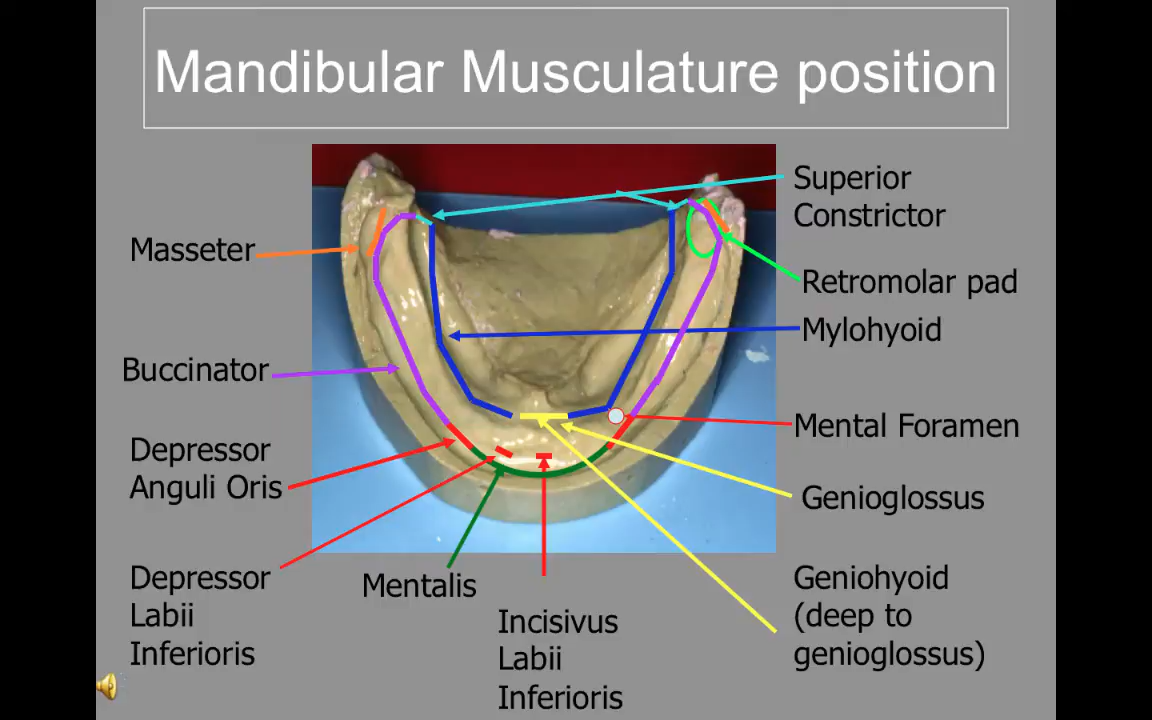 Mandibular Musculature position
Superior
Constrictor
Masseter
Retromolar pad
Mylohyoid
Buccinator
Mental Foramen
Depressor
Anguli Oris
Genioglossus
Depressor
Labii
Inferioris
Mentalis
Incisivus
Labii
Inferioris
Geniohyoid
(deep to
genioglossus)